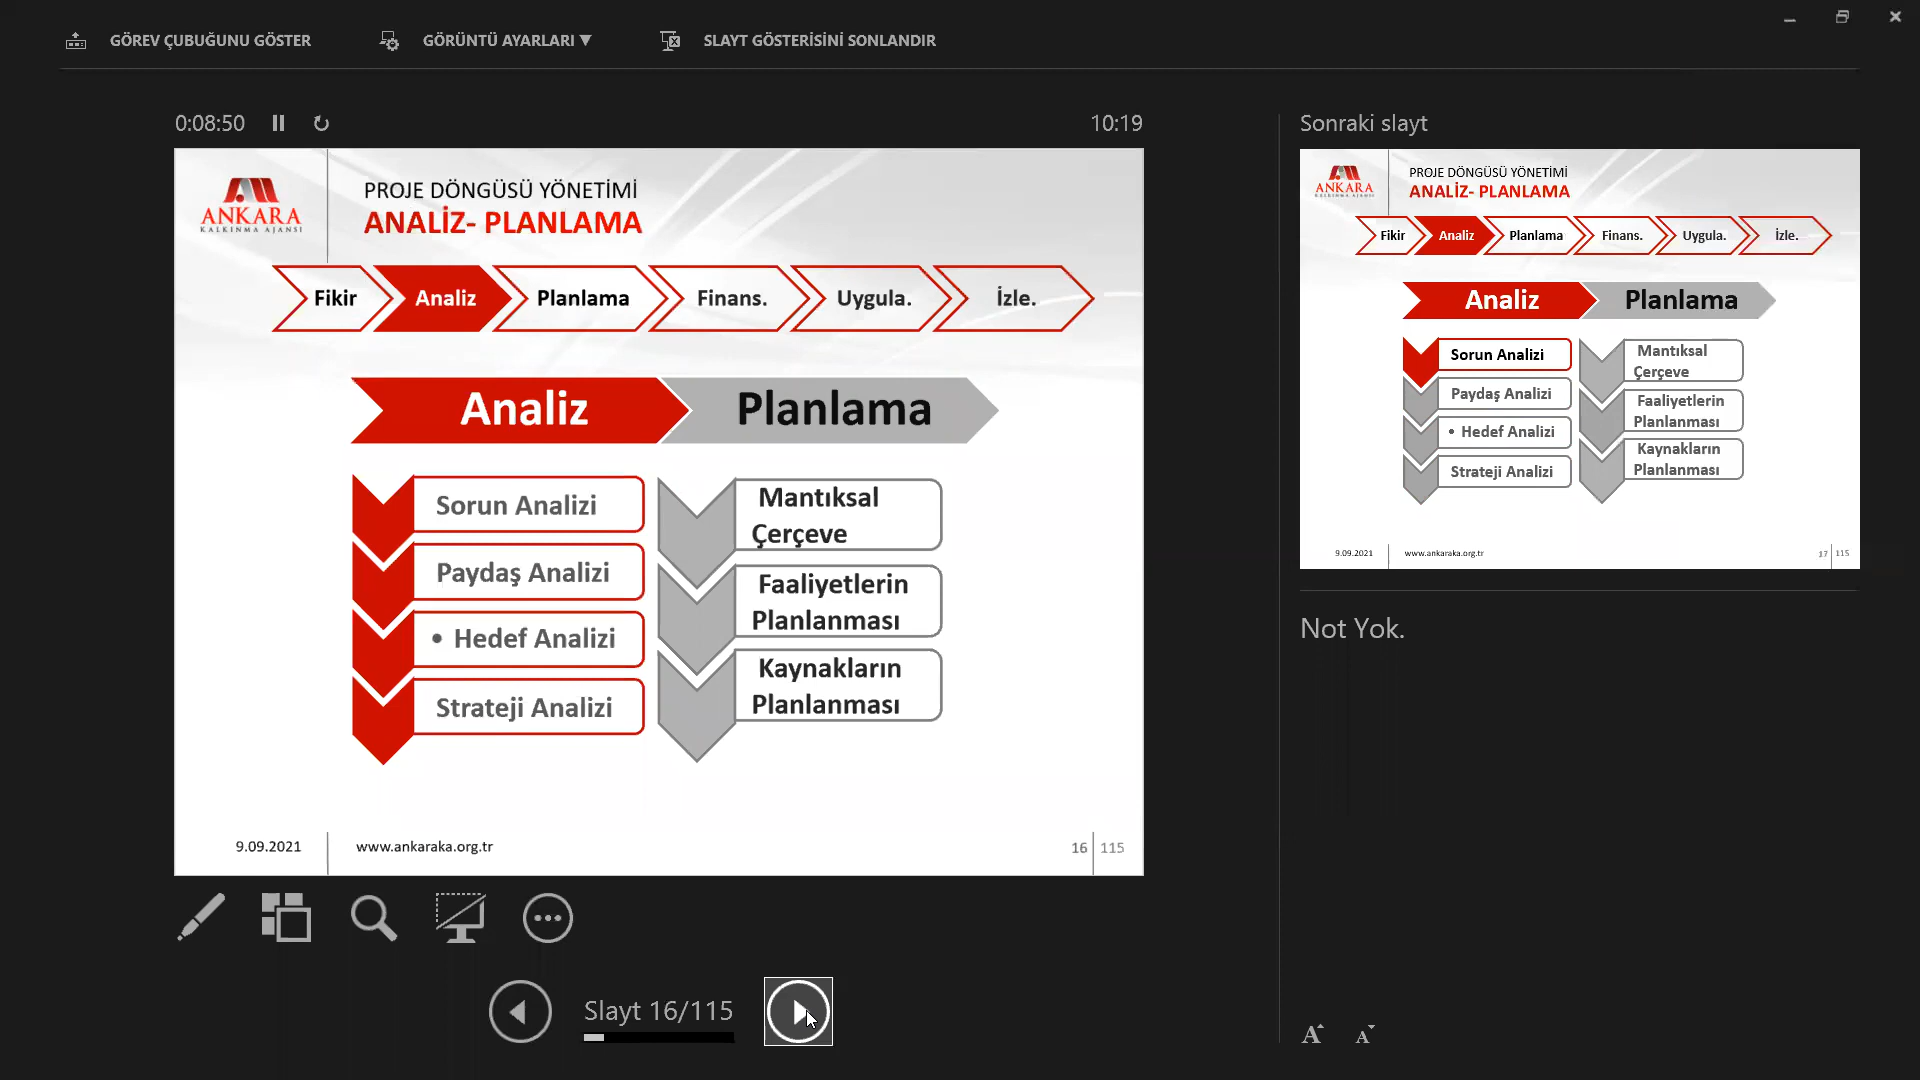 GÖREV ÇUBUĞUNU GÖSTER
GÖRÜNTÜ AYARLARI
SLAYT GÖSTERİSİNİ SONLANDIR
0:08:50
10:19
ANKARA
KALKINMA AJANSI
PROJE DÖNGÜSÜ YÖNETİMİ
ANALİZ- PLANLAMA
Fikir
Analiz
Planlama
Finans.
Uygula.
İzle.
Analiz
Planlama
Sorun Analizi
Paydaş Analizi
• Hedef Analizi
Strateji Analizi
Mantıksal
Çerçeve
Faaliyetlerin
Planlanması
Kaynakların
Planlanması
9.09.2021
www.ankaraka.org.tr
16
115
Slayt 16/115
Sonraki slayt
ANKARA
KALKINMA AJANSI
PROJE DÖNGÜSÜ YÖNETİMİ
ANALİZ- PLANLAMA
Fikir
Analiz
Planlama
Finans.
Uygula.
İzle.
Analiz
Planlama
Sorun Analizi
Paydaş Analizi
• Hedef Analizi
Strateji Analizi
Mantıksal
Çerçeve
Faaliyetlerin
Planlanması
Kaynakların
Planlanması
9.09.2021
www.ankaraka.org.tr
17
115
Not Yok.
A
A